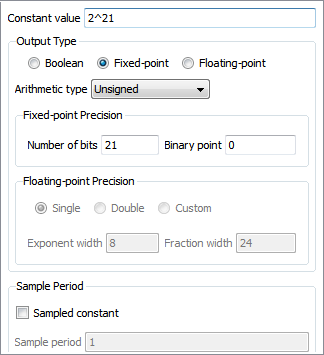 Constant value 2^21
Output Type
Boolean Fixed-point Floating-point
Arithmetic type Unsigned
Fixed-point Precision
Number of bits 21 Binary point 0
Floating-point Precision
Single Double Custom
Exponent width 8 Fraction width 24
Sample Period
Sampled constant
Sample period 1